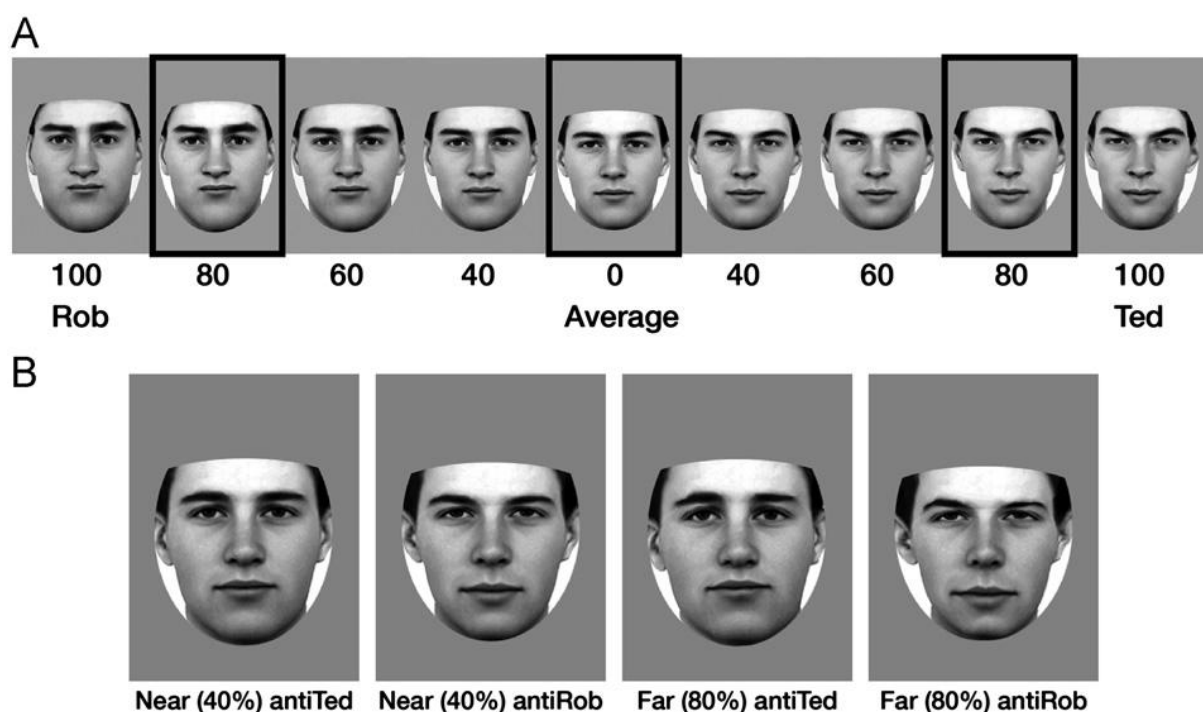 A
100 80 60 40 0 40 60 80 100
Rob Average Ted
B
Near (40%) antiTed Near (40%) antiRob Far (80%) antiTed Far (80%) antiRob